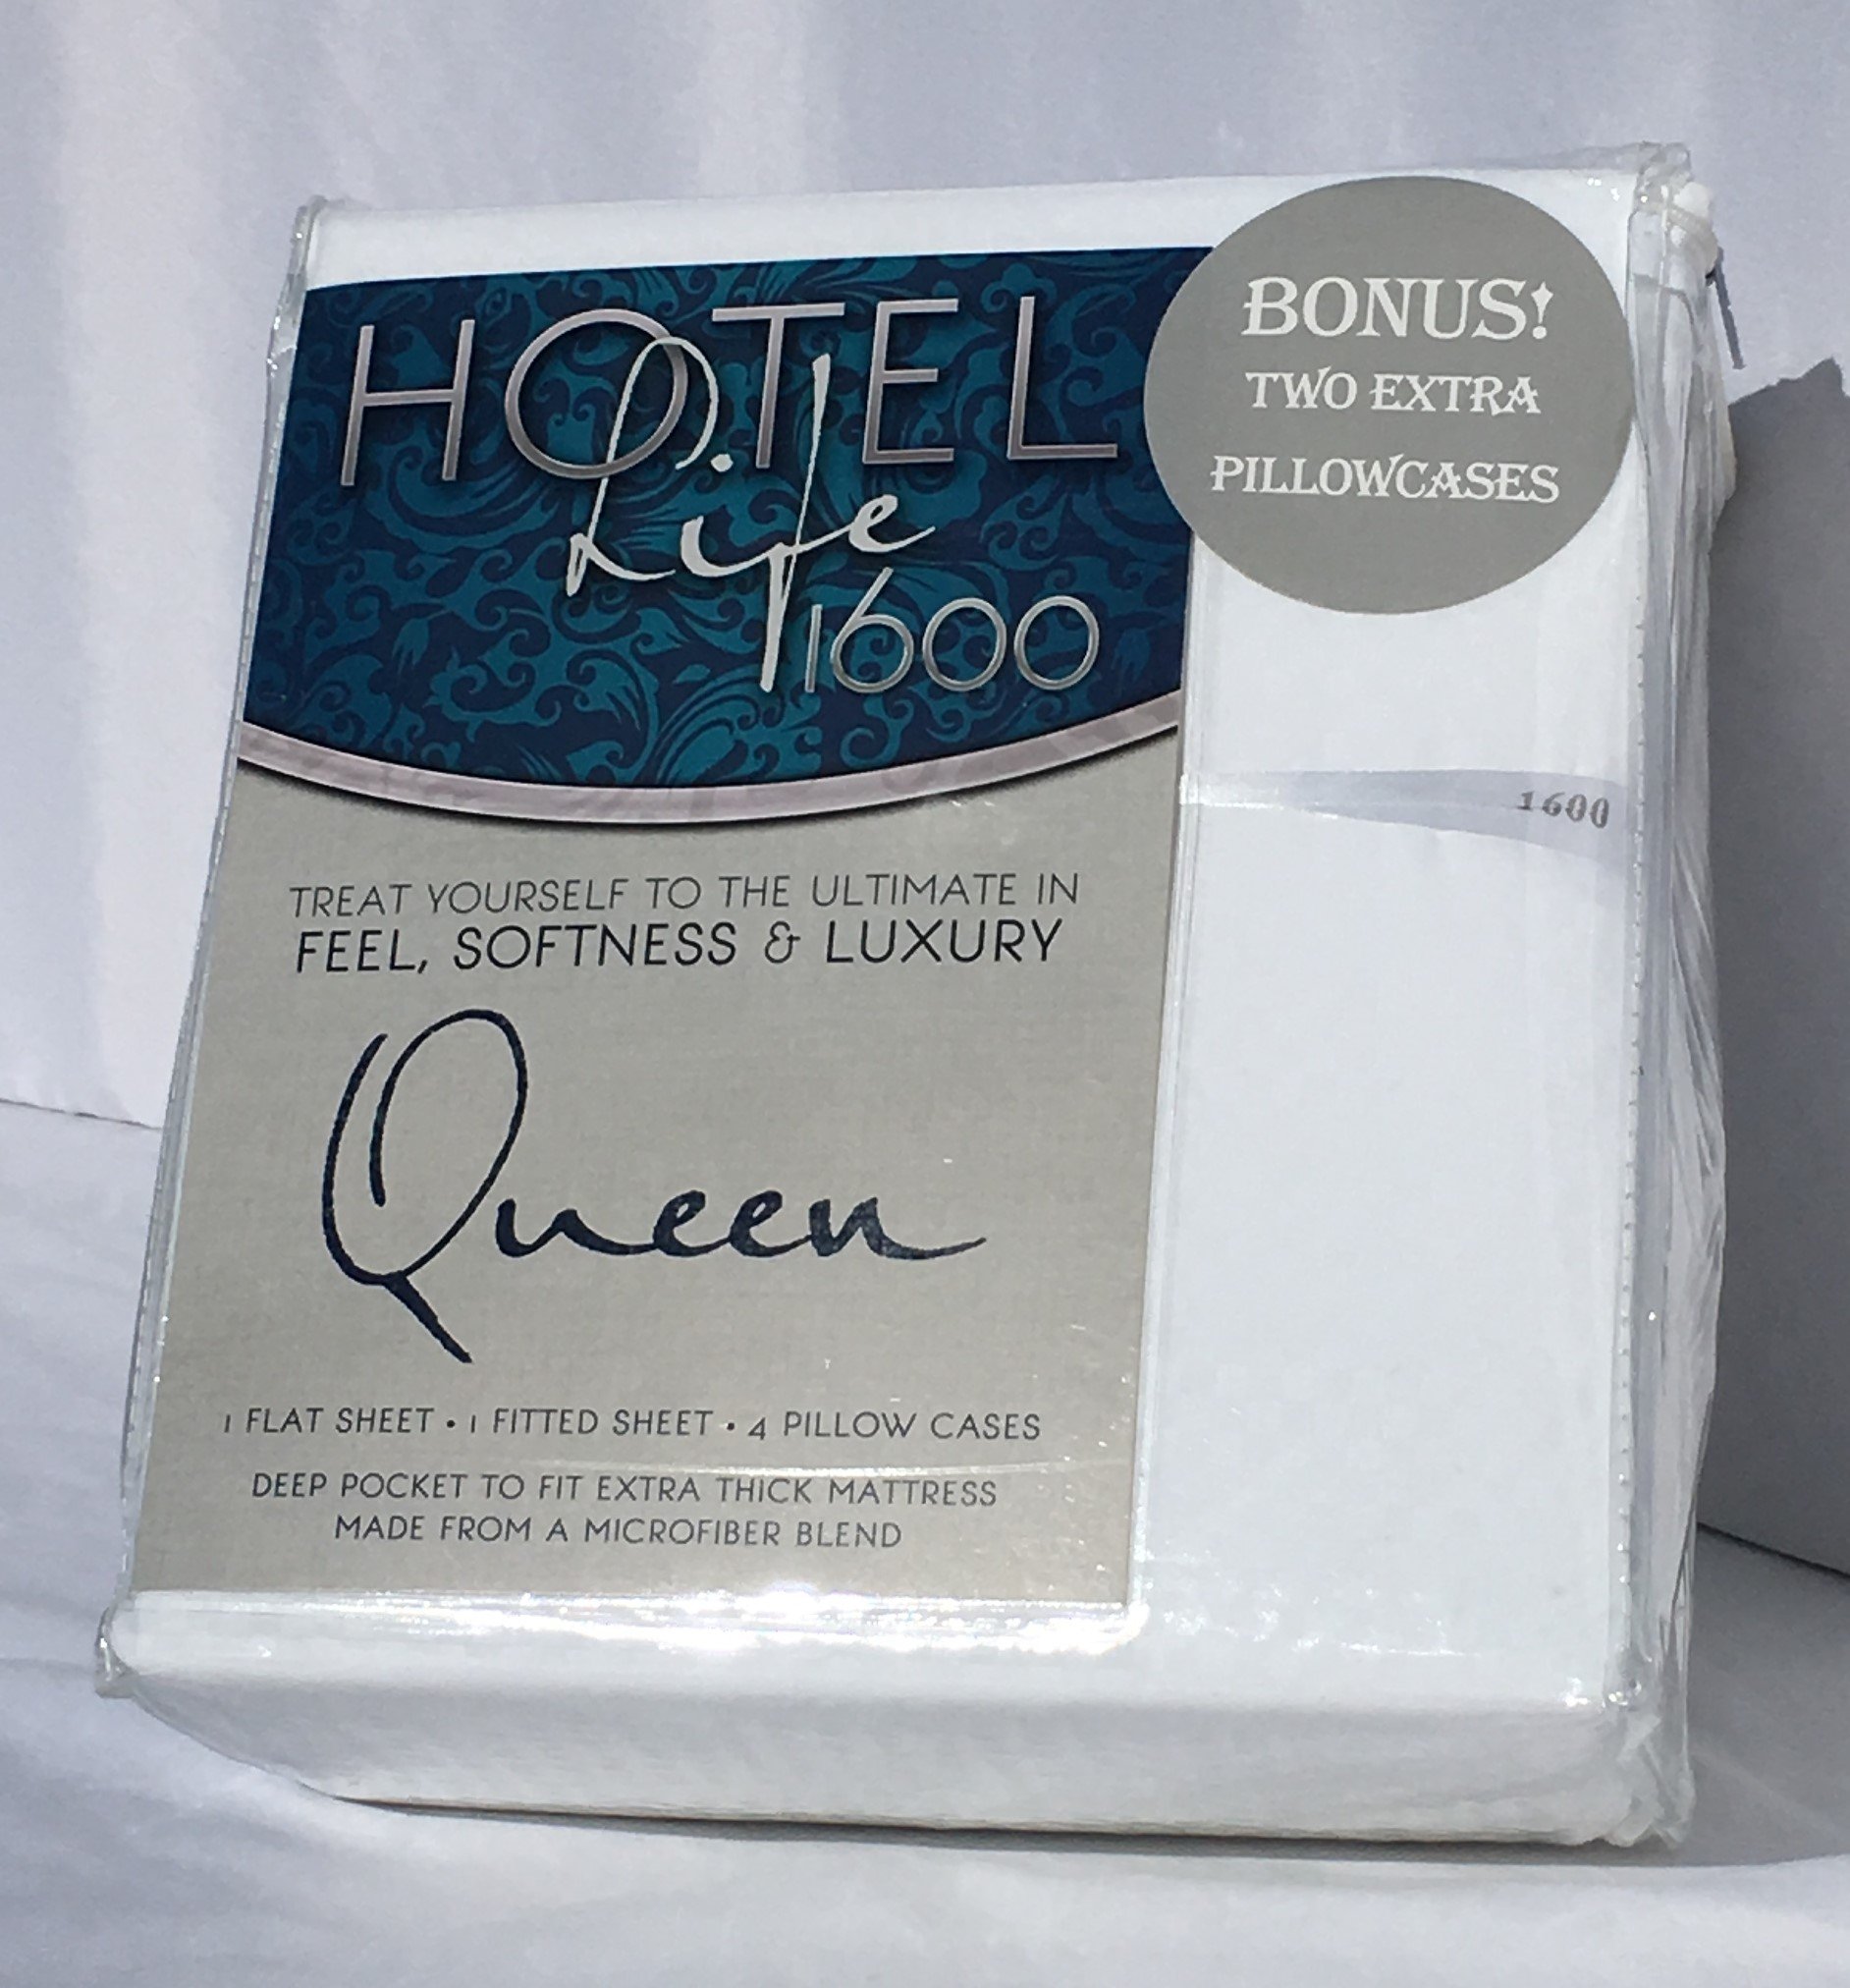 HOTEL
Life
1600
BONUS!
TWO EXTRA
PILLOWCASES
1600
TREAT YOURSELF TO THE ULTIMATE IN
FEEL, SOFTNESS & LUXURY
Queen
1 FLAT SHEET • 1 FITTED SHEET • 4 PILLOW CASES
DEEP POCKET TO FIT EXTRA THICK MATTRESS
MADE FROM A MICROFIBER BLEND